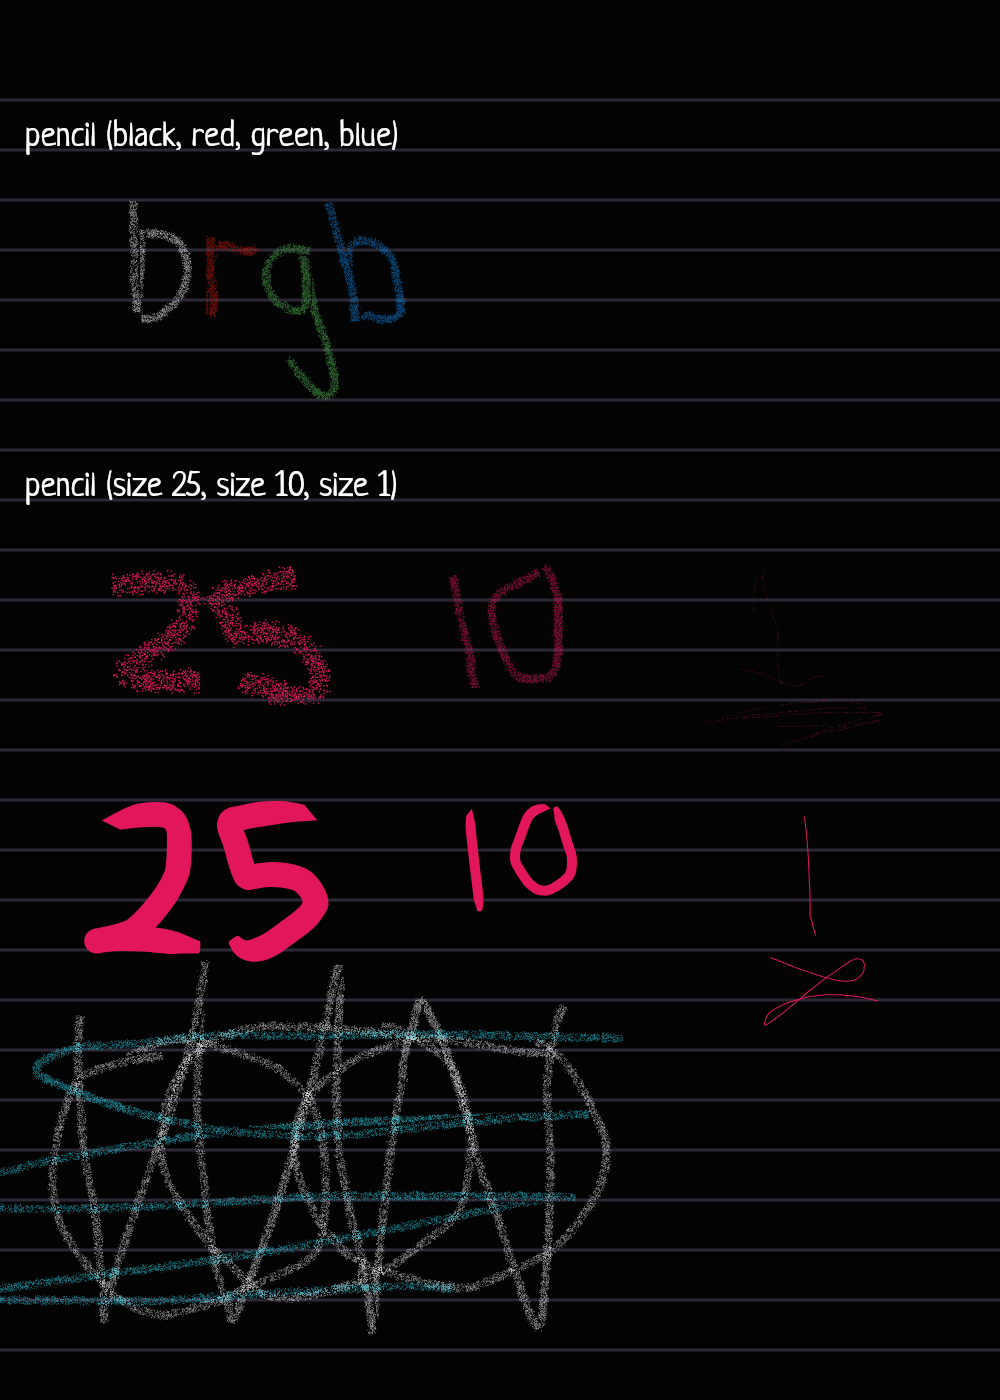 pencil (black, red, green, blue)
brgb
pencil (size 25, size 10, size 1)
25 10 1
25 10 1